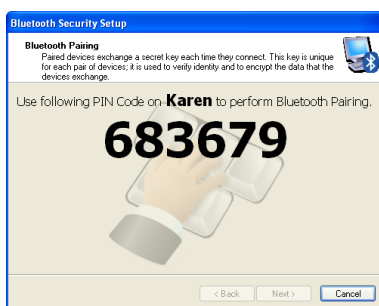 Bluetooth Security Setup
Bluetooth Pairing
Paired devices exchange a secret key each time they connect. This key is unique
for each pair of devices; it is used to verify identity and to encrypt the data that the
devices exchange.
Use following PIN Code on Karen to perform Bluetooth Pairing.
683679
< Back Next > Cancel